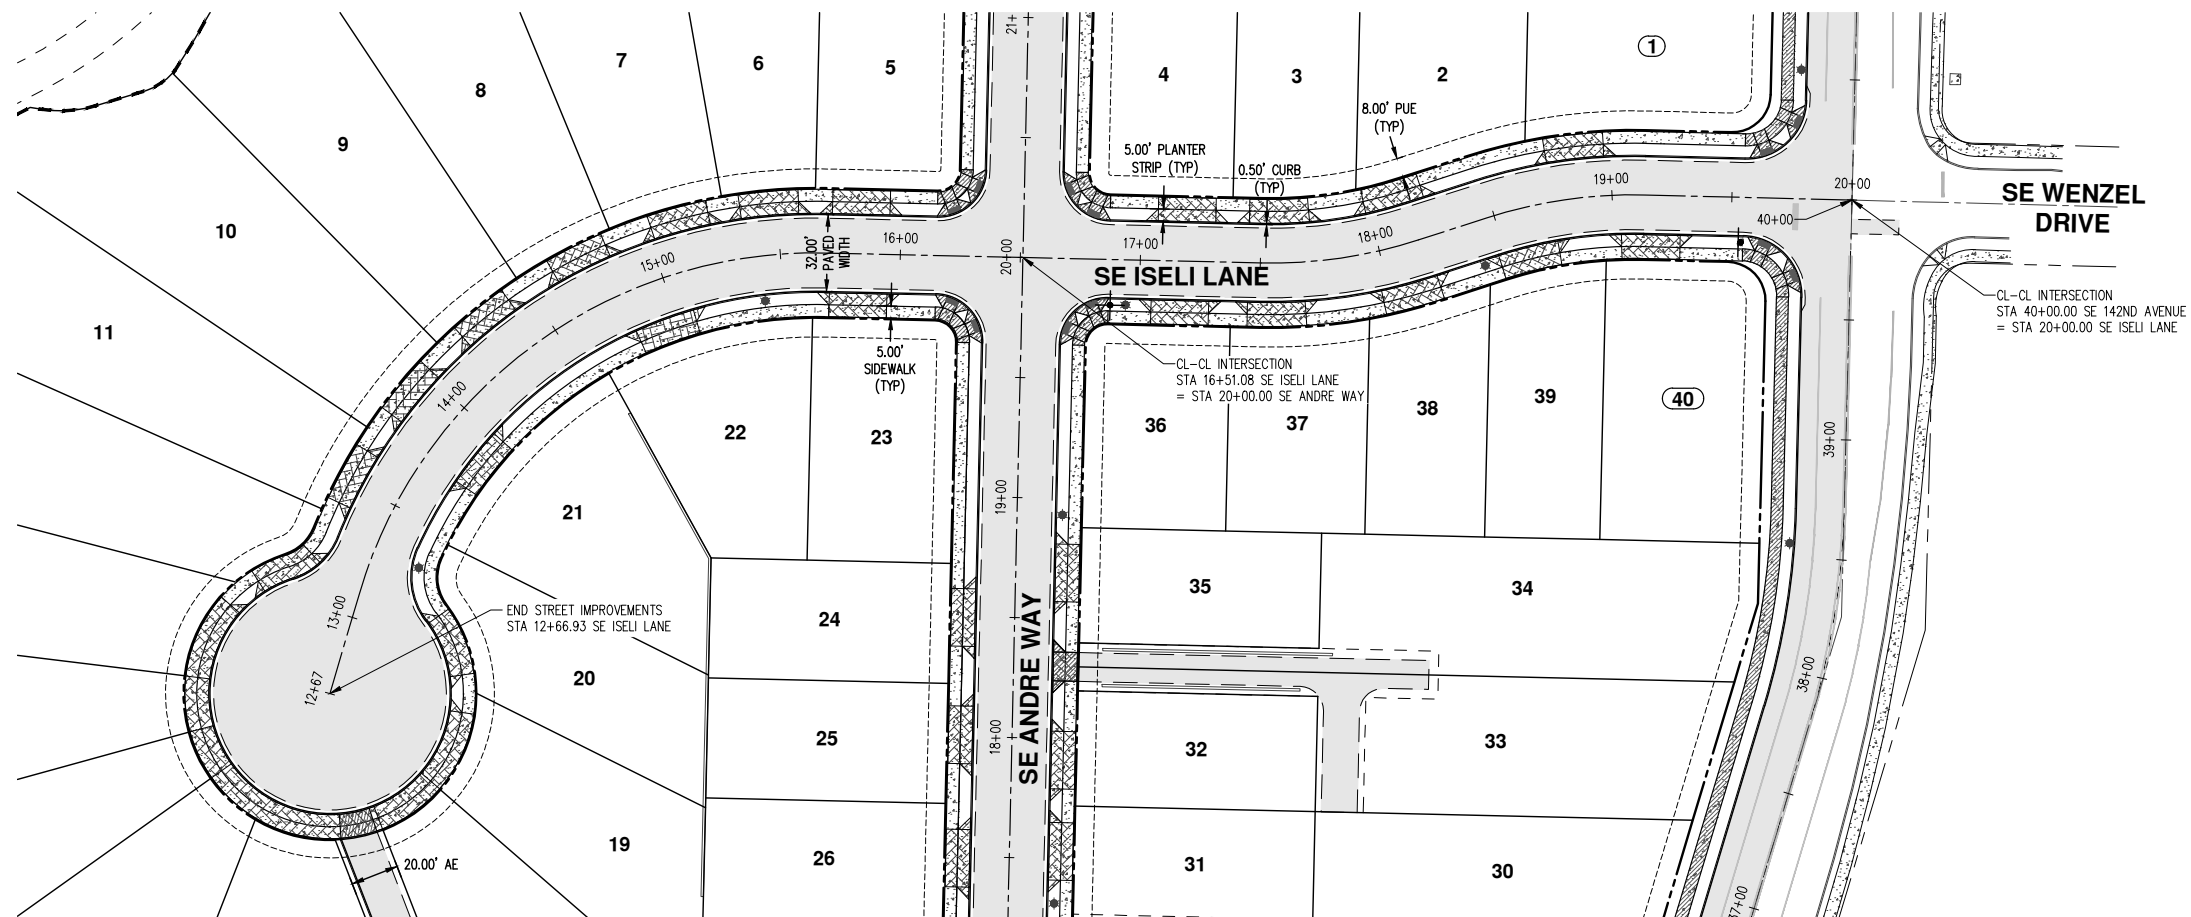 21+
7
6
5
4
3
2
1
8
9
10
11
8.00' PUE
(TYP)
5.00' PLANTER
STRIP (TYP)
0.50' CURB
(TYP)
19+00
20+00
SE WENZEL
DRIVE
40+00
16+00
17+00
18+00
15+00
32.00'
PAVED
WIDTH
20+00
SE ISELI LANE
CL-CL INTERSECTION
STA 40+00.00 SE 142ND AVENUE
= STA 20+00.00 SE ISELI LANE
5.00'
SIDEWALK
(TYP)
CL-CL INTERSECTION
STA 16+51.08 SE ISELI LANE
= STA 20+00.00 SE ANDRE WAY
14+00
22
23
36
37
38
39
40
39+00
19+00
21
35
34
24
END STREET IMPROVEMENTS
STA 12+66.93 SE ISELI LANE
13+00
12+67
20
SE ANDRE WAY
38+00
25
18+00
32
33
19
26
31
30
20.00' AE
37+00